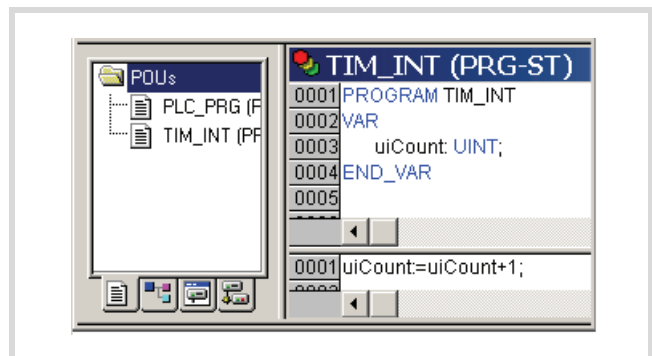 POUs
PLC_PRG (F
TIM_INT (PF
TIM_INT (PRG-ST)
0001 PROGRAM TIM_INT
0002 VAR
0003 uiCount: UINT;
0004 END_VAR
0005
0001 uiCount:=uiCount+1;